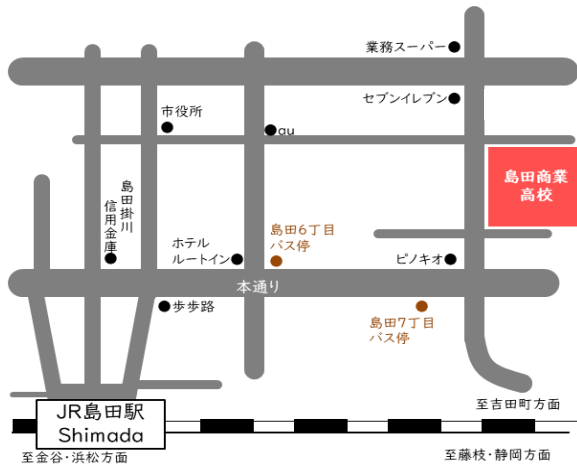 業務スーパー
セブンイレブン
市役所
au
島田商業
高校
島田掛川
信用金庫
島田6丁目
バス停
ホテル
ルートイン
ピノキオ
本通り
歩歩路
島田7丁目
バス停
JR島田駅
Shimada
至吉田町方面
至金谷・浜松方面
至藤枝・静岡方面